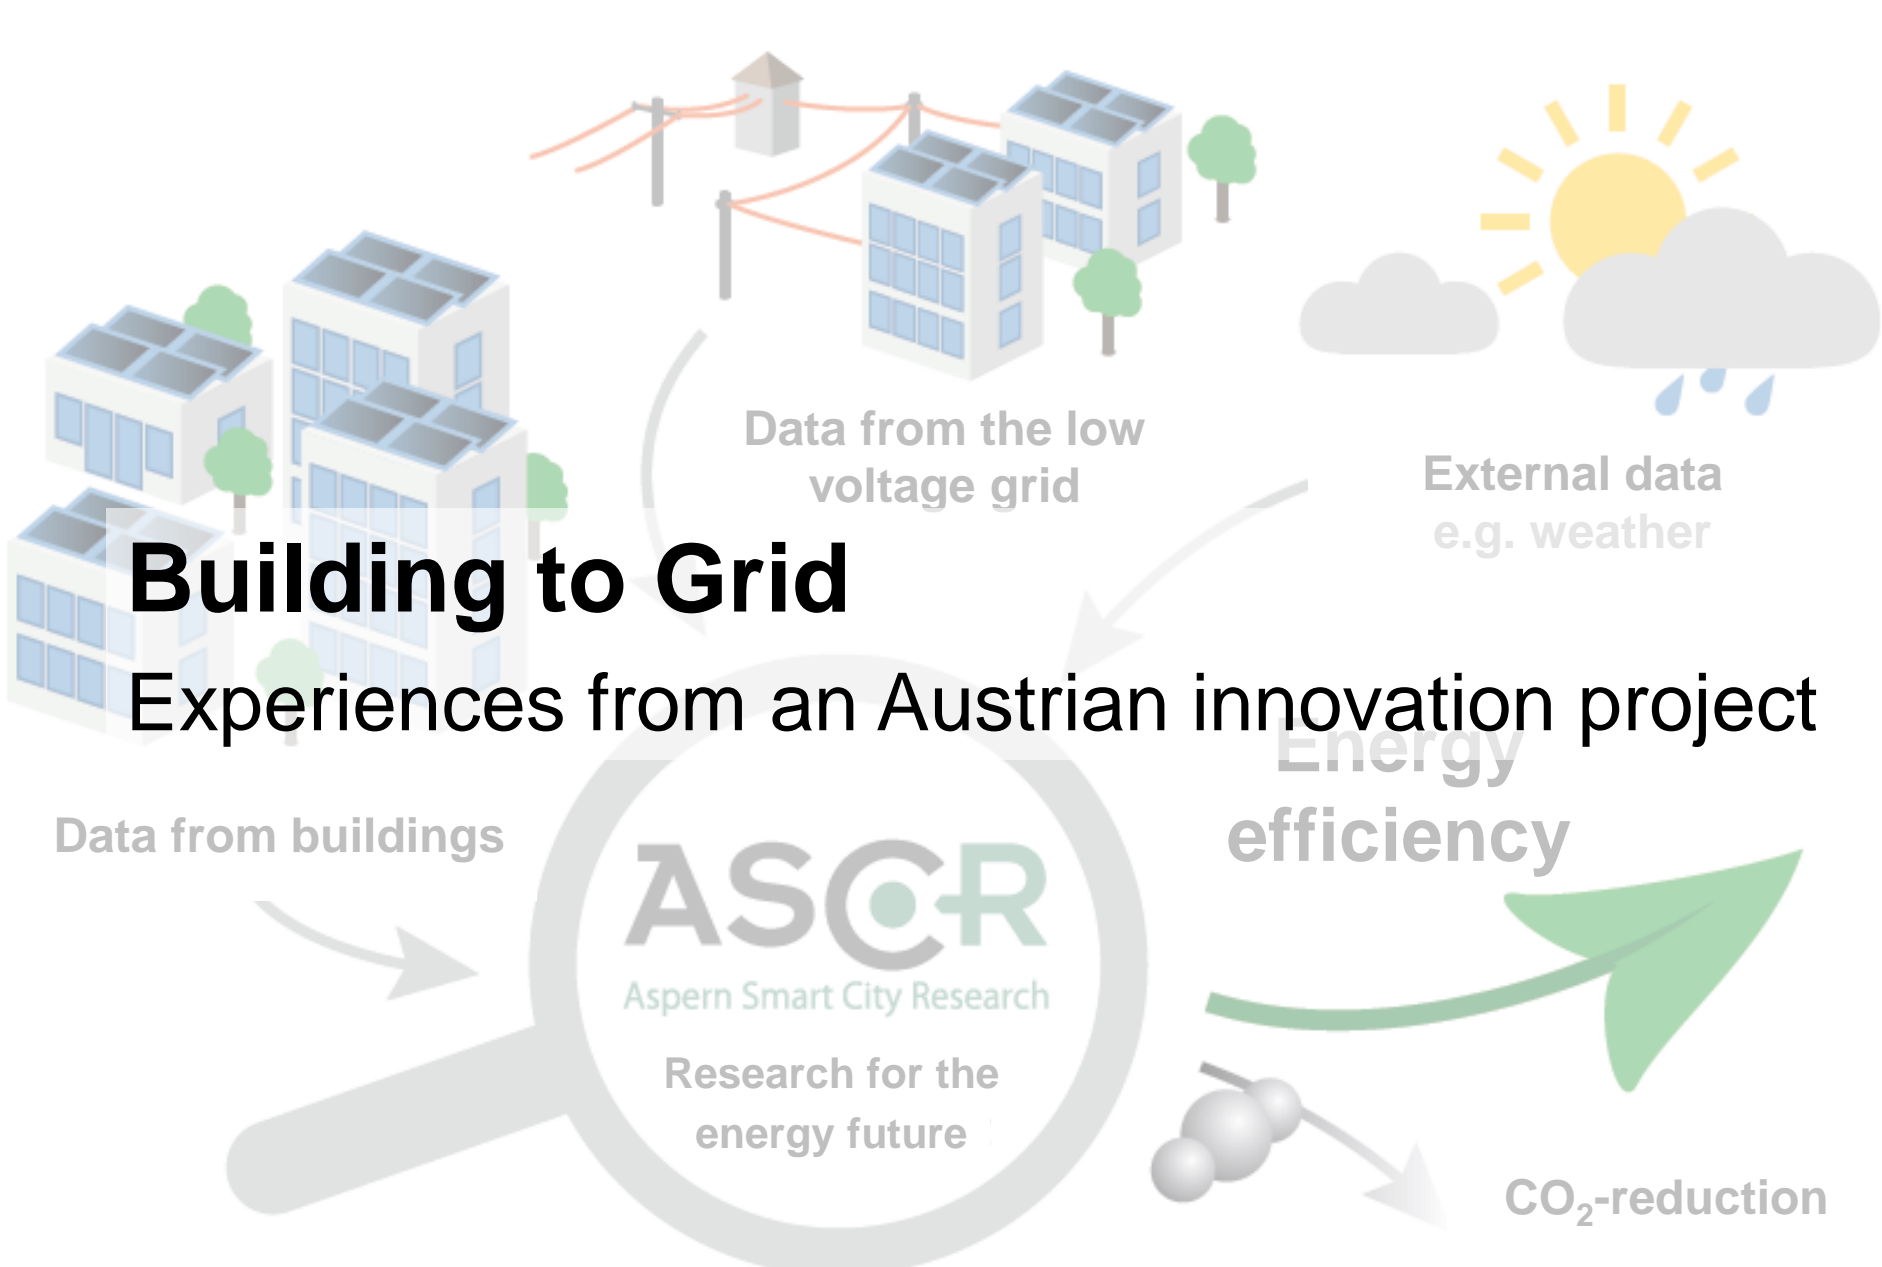 Data from the low
voltage grid
External data
e.g. weather
Building to Grid
Experiences from an Austrian innovation project
Energy
efficiency
Data from buildings
ASCR
Aspern Smart City Research
Research for the
energy future
CO₂-reduction